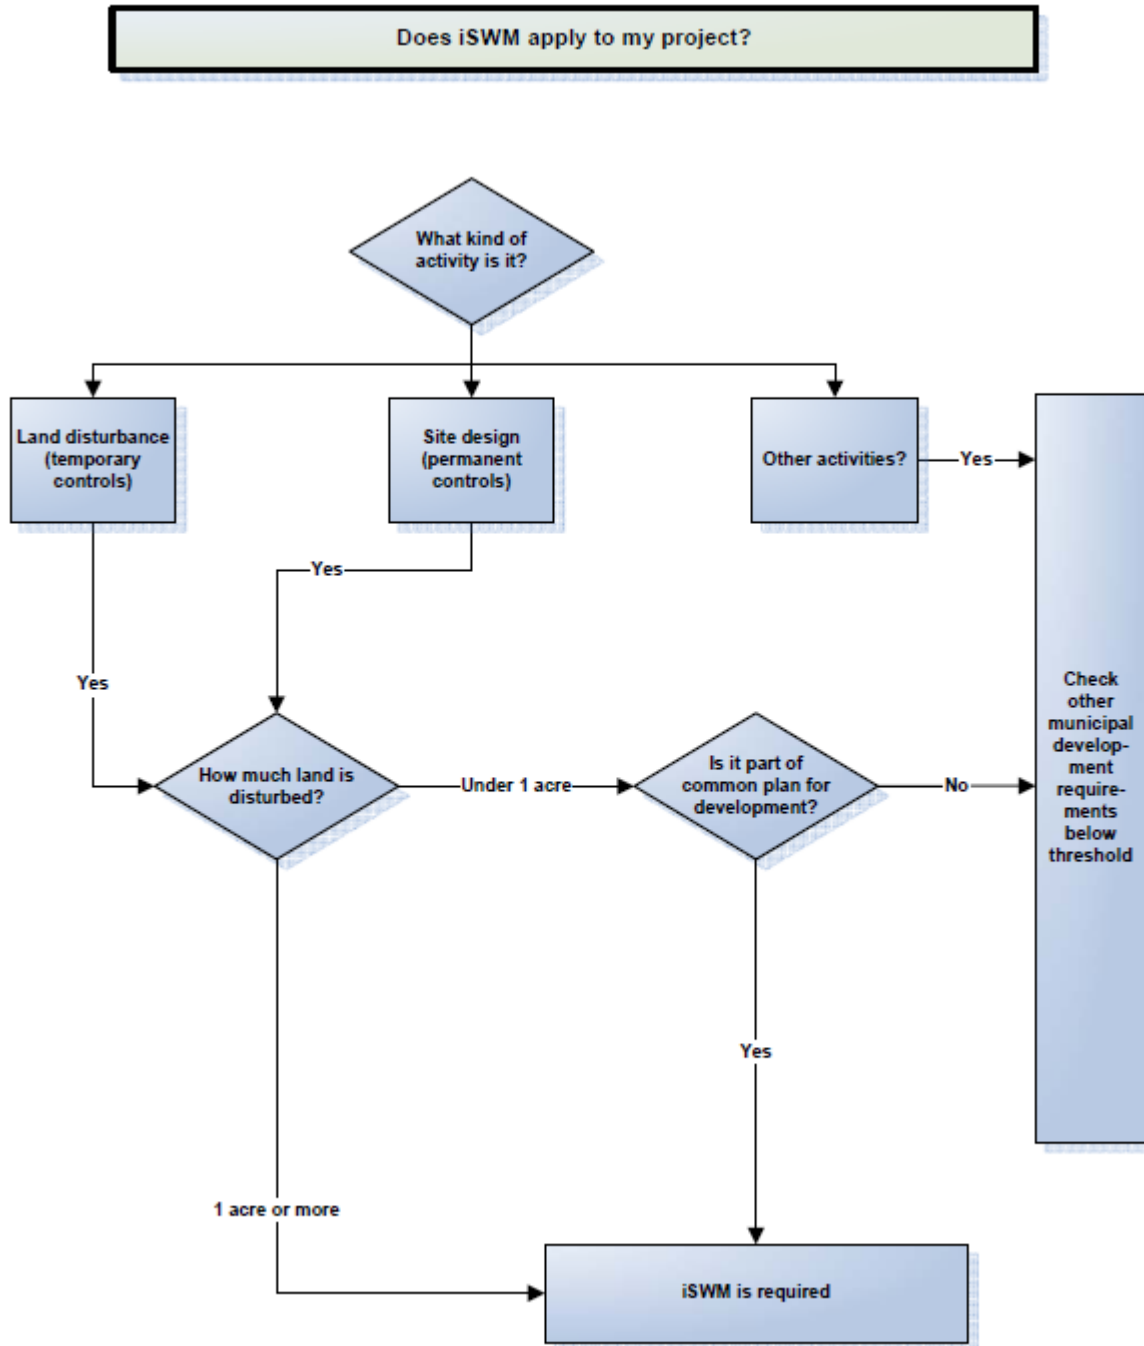 Does iSWM apply to my project?
What kind of
activity is it?
Land disturbance
(temporary
controls)
Site design
(permanent
controls)
Other activities?
Yes
Yes
Yes
How much land is
disturbed?
Under 1 acre
Is it part of
common plan for
development?
No
Check
other
municipal
develop-
ment
require-
ments
below
threshold
Yes
1 acre or more
iSWM is required